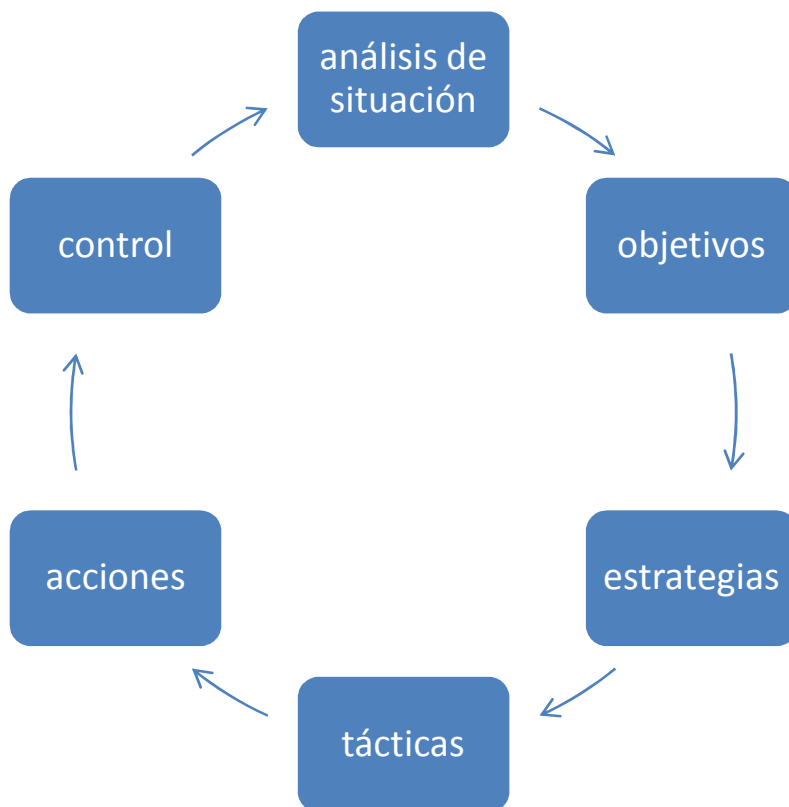 análisis de
situación
objetivos
estrategias
tácticas
acciones
control